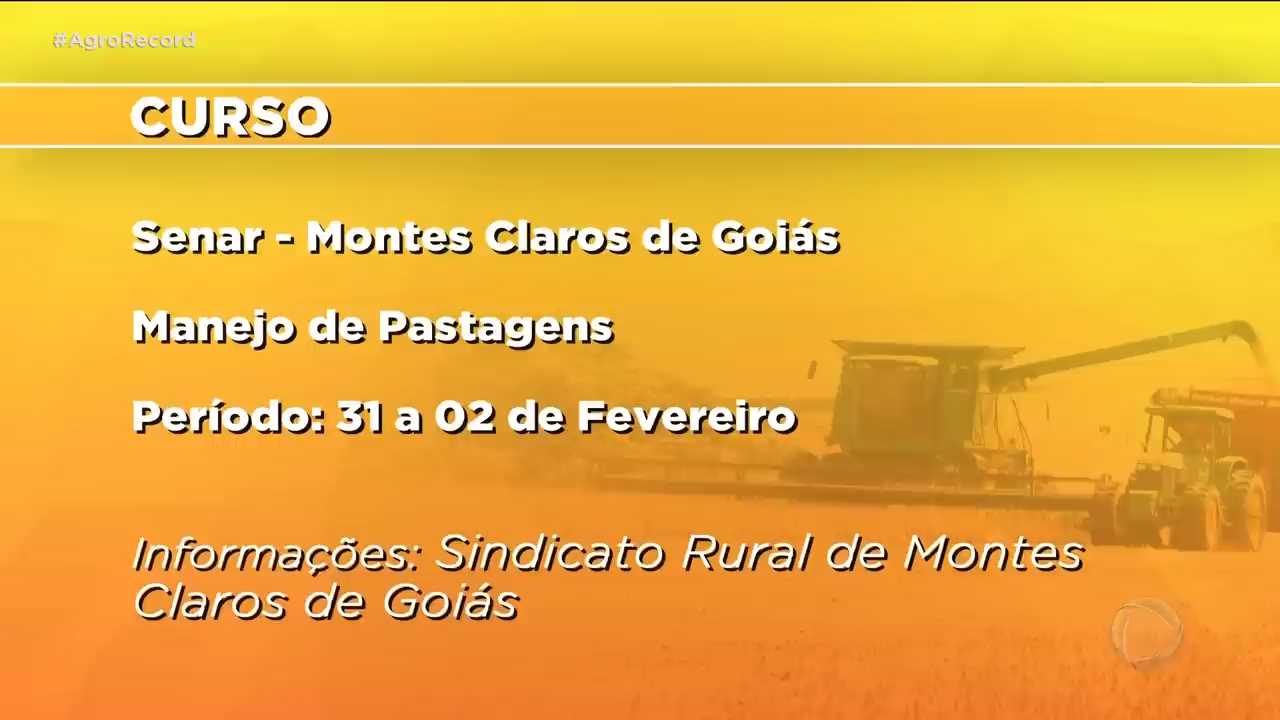 #AgroRecord
CURSO
Senar - Montes Claros de Goiás
Manejo de Pastagens
Período: 31 a 02 de Fevereiro
Informações: Sindicato Rural de Montes
Claros de Goiás